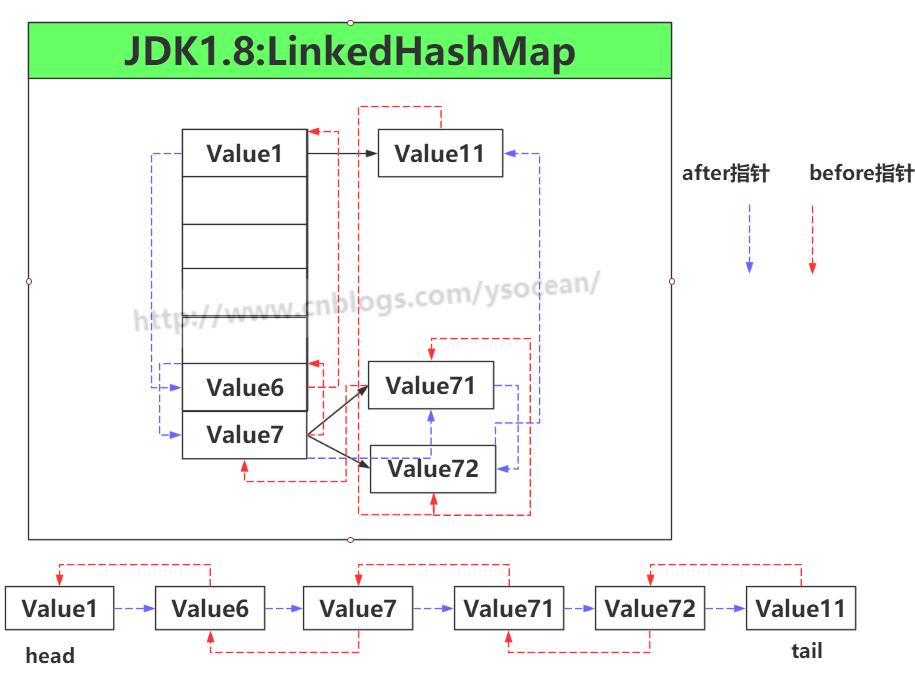 JDK1.8:LinkedHashMap
Value1
Value11
after指针
before指针
http://www.cnblogs.com/ysocean/
Value6
Value71
Value7
Value72
Value1
Value6
Value7
Value71
Value72
Value11
head
tail